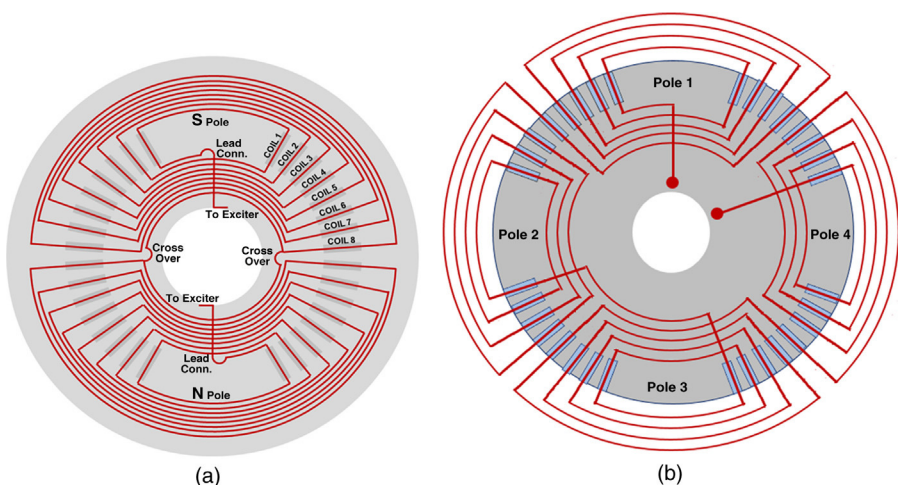 S Pole
Lead
Conn.
COIL 1
COIL 2
COIL 3
COIL 4
COIL 5
COIL 6
COIL 7
COIL 8
To Exciter
Cross
Over
Cross
Over
To Exciter
Lead
Conn.
N Pole
(a)
Pole 1
Pole 2
Pole 4
Pole 3
(b)